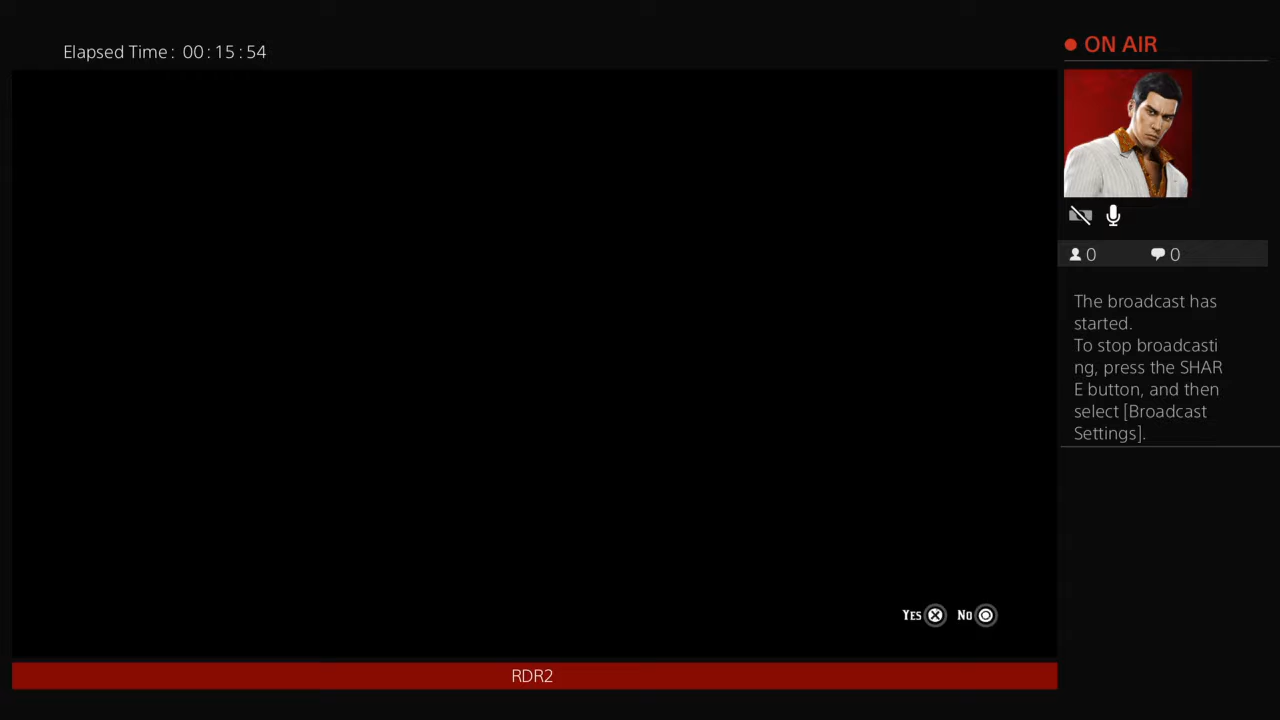 Elapsed Time: 00:15:54
ON AIR
0 0
The broadcast has
started.
To stop broadcasti
ng, press the SHAR
E button, and then
select [Broadcast
Settings].
YES NO
RDR2